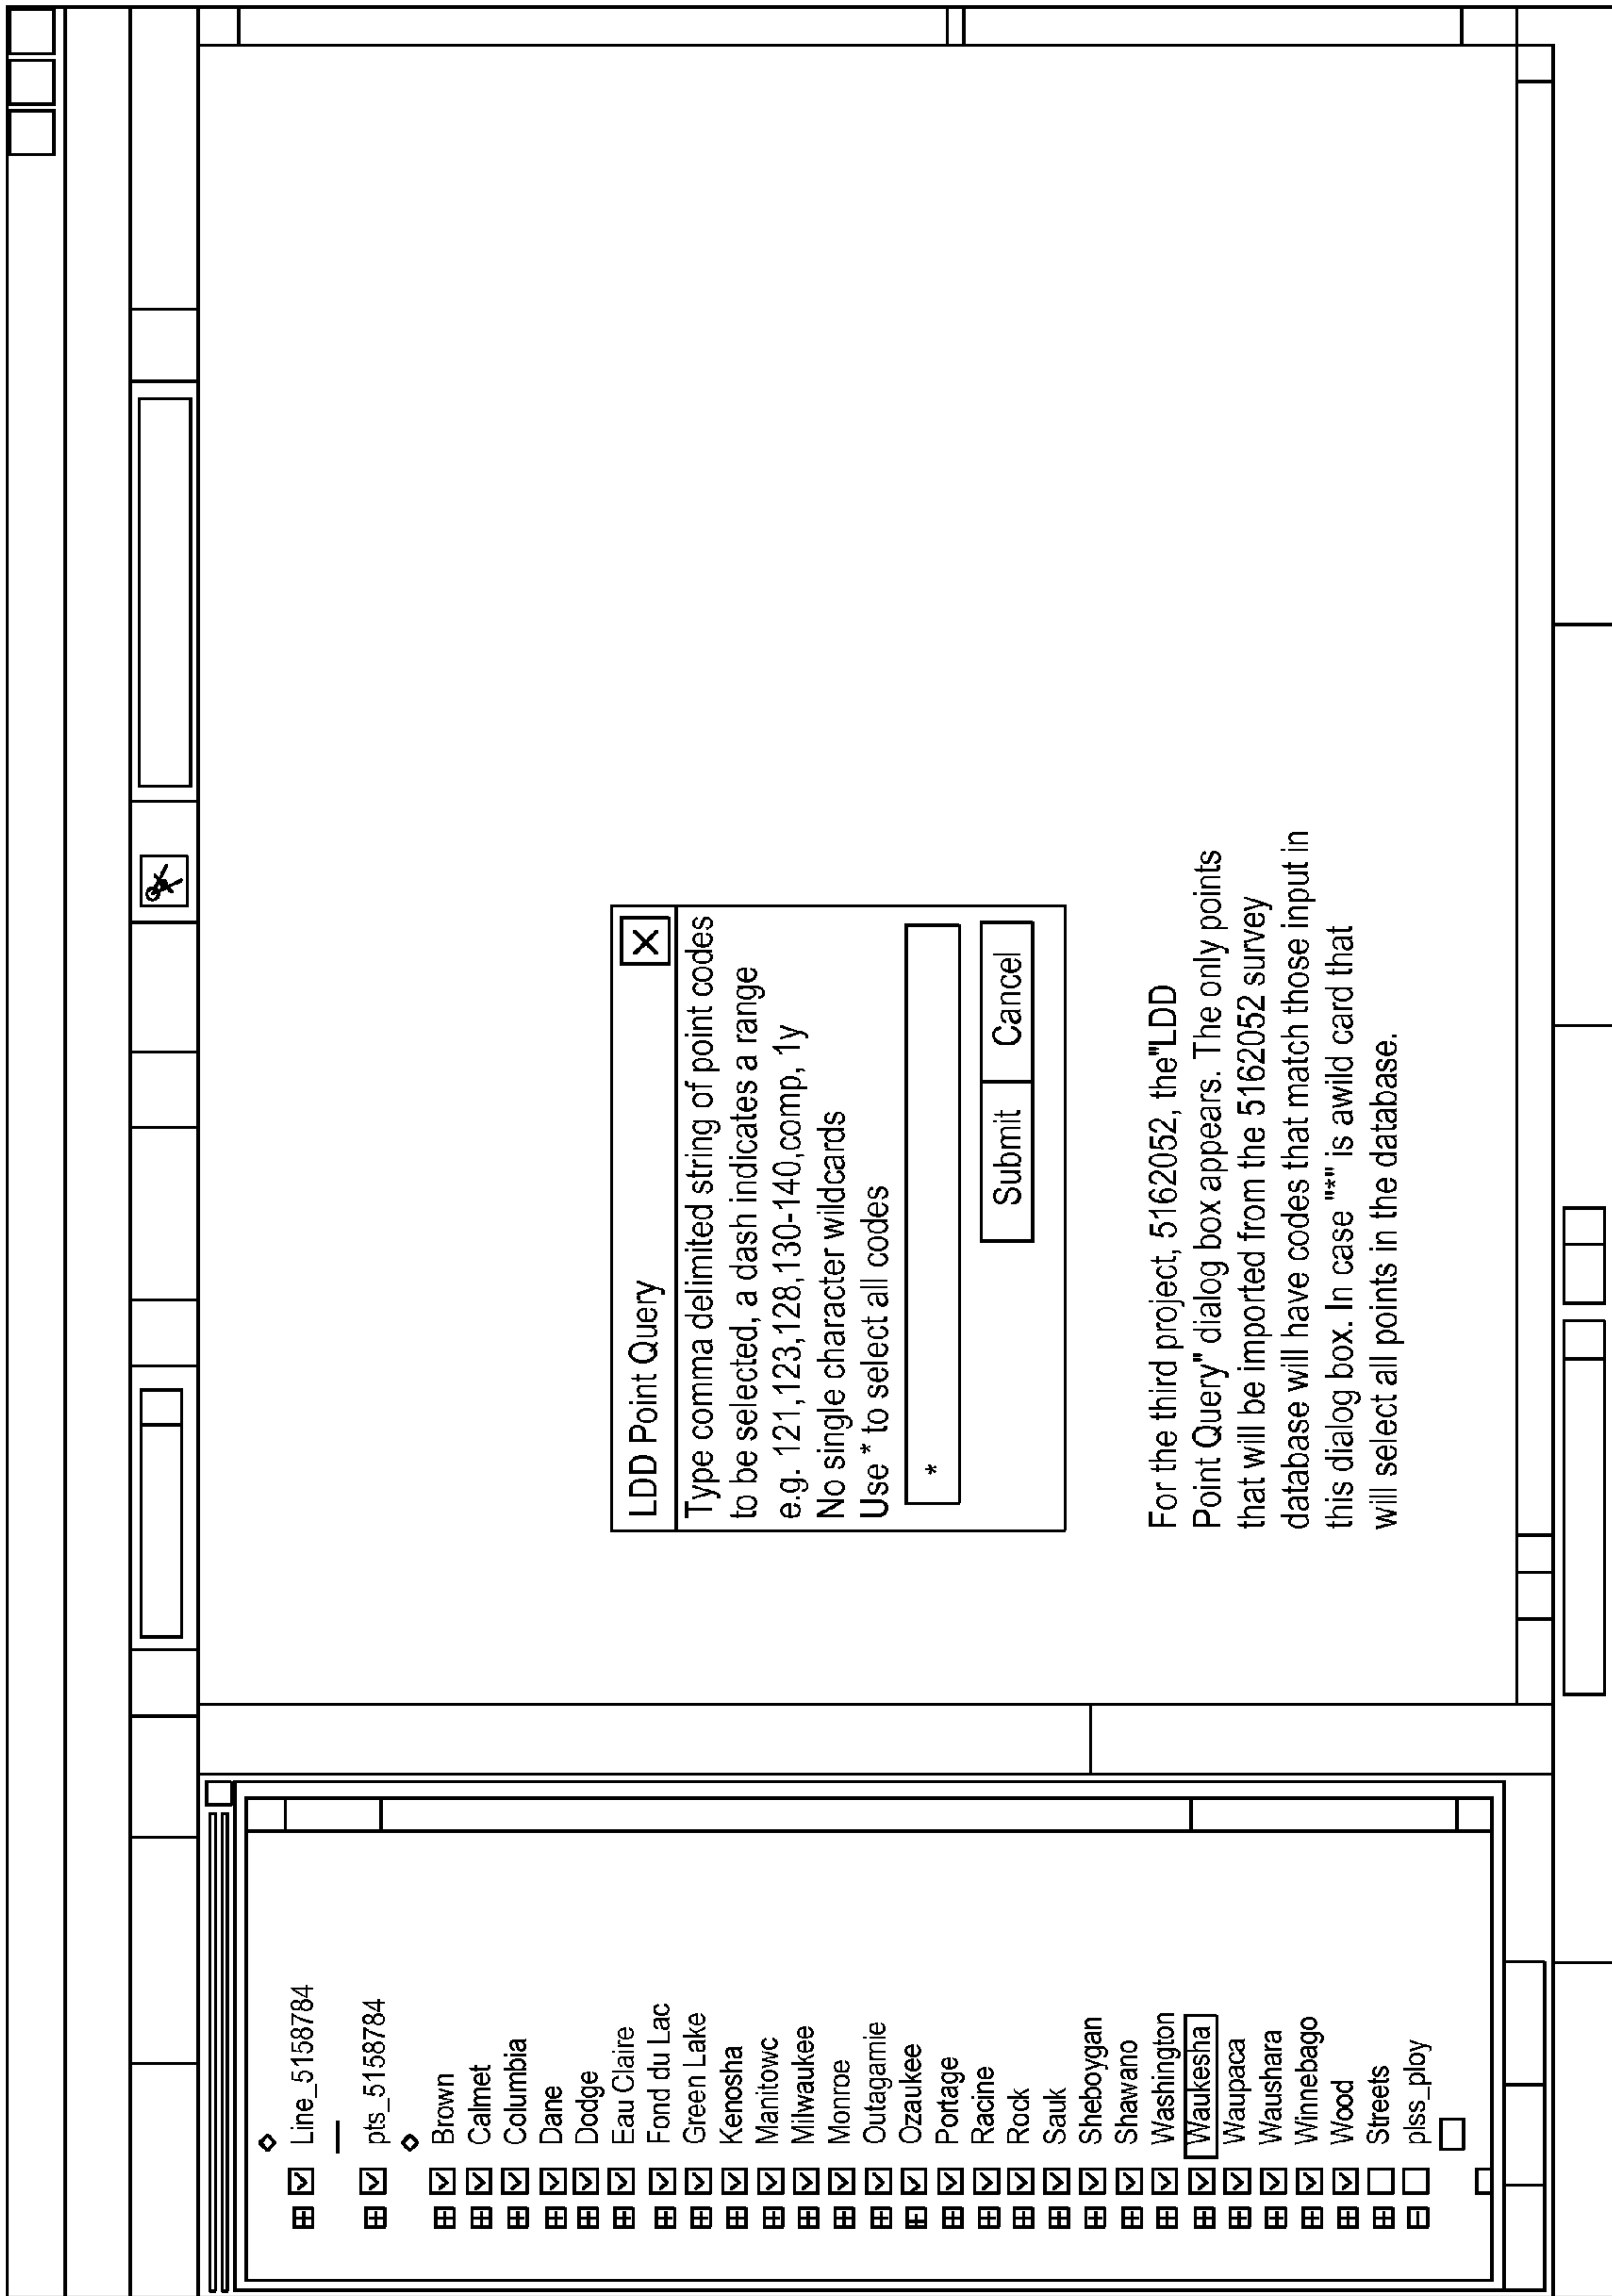 Line_5158784
pts_5158784
Brown
Calmet
Columbia
Dane
Dodge
Eau Claire
Fond du Lac
Green Lake
Kenosha
Manitowc
Milwaukee
Monroe
Outagamie
Ozaukee
Portage
Racine
Rock
Sauk
Sheboygan
Shawano
Washington
Waukesha
Waupaca
Waushara
Winnebago
Wood
Streets
plss_ploy
LDD Point Query
Type comma delimited string of point codes
to be selected, a dash indicates a range
e.g. 121,123,128,130-140,comp, 1y
No single character wildcards
Use * to select all codes
*
Submit
Cancel
For the third project, 5162052, the"LDD
Point Query" dialog box appears. The only points
that will be imported from the 5162052 survey
database will have codes that match those input in
this dialog box. In case "*" is awild card that
will select all points in the database.